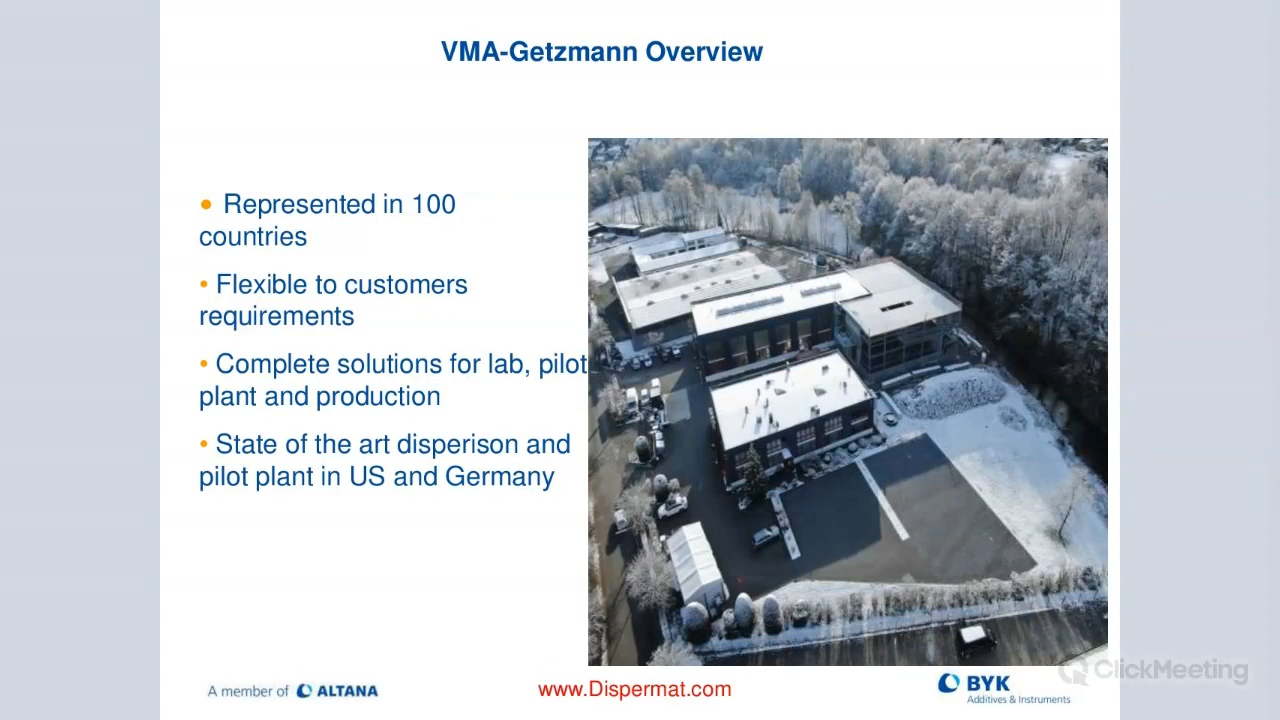 VMA-Getzmann Overview
• Represented in 100
countries
• Flexible to customers
requirements
• Complete solutions for lab, pilot
plant and production
• State of the art disperison and
pilot plant in US and Germany
A member of ALTANA
www.Dispermat.com
BYK
Additives & Instruments
ClickMeeting